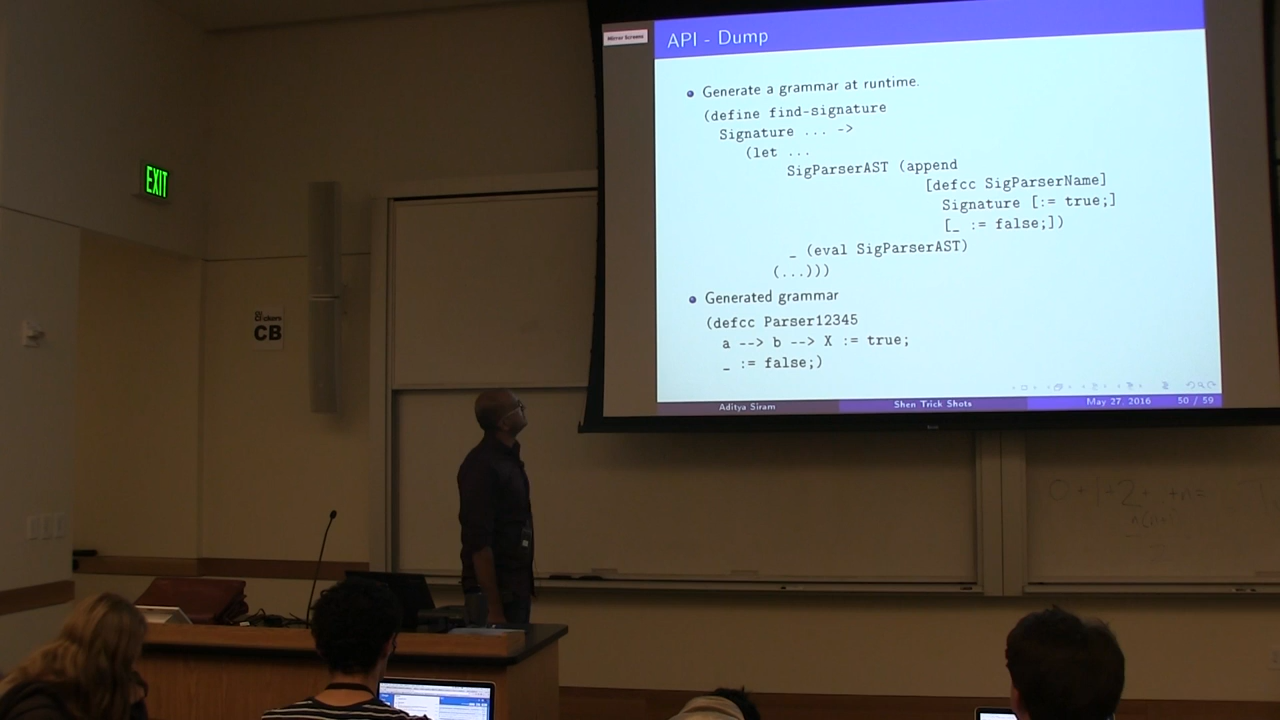 Mirror Screens
API - Dump
Generate a grammar at runtime.
(define find-signature
Signature ... ->
(let ...
SigParserAST (append
[defcc SigParserName]
Signature [:= true;]
[_ := false;])
_ (eval SigParserAST)
(...)))
Generated grammar
(defcc Parser12345
a --> b --> X := true;
_ := false;)
Aditya Siram
Shen Trick Shots
May 27, 2016
50 / 59
EXIT
CB